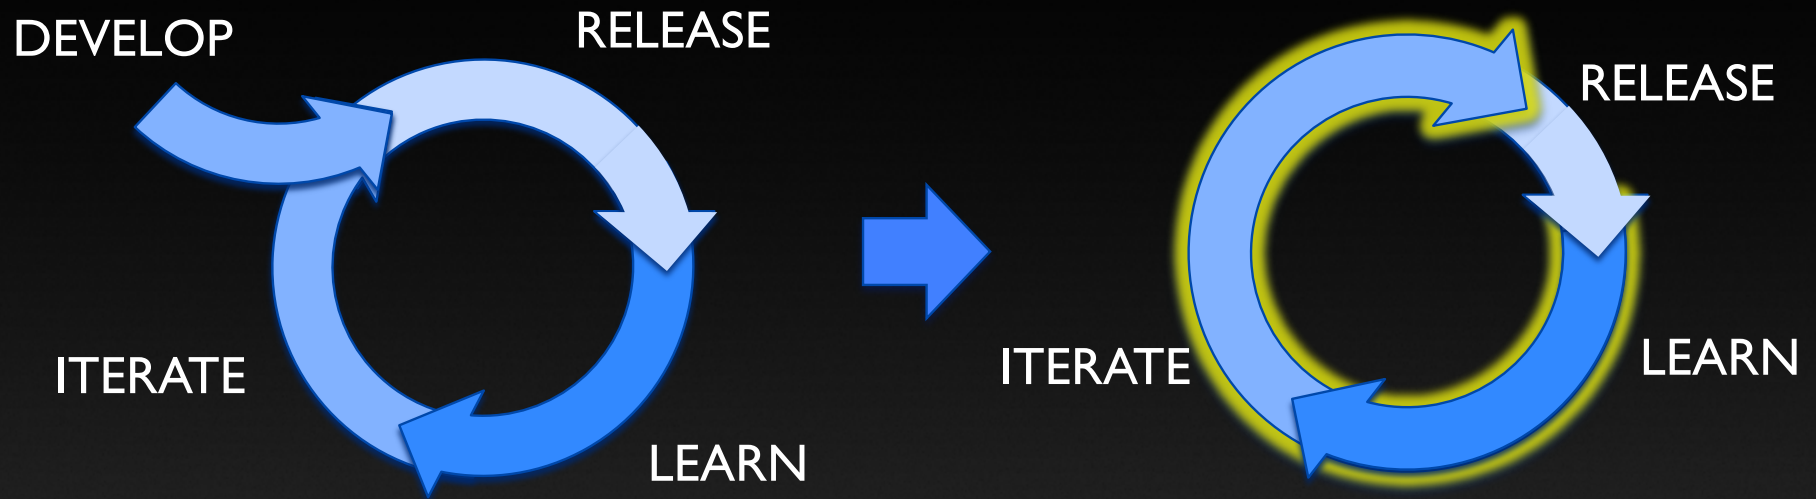 DEVELOP
RELEASE
ITERATE
LEARN
RELEASE
ITERATE
LEARN